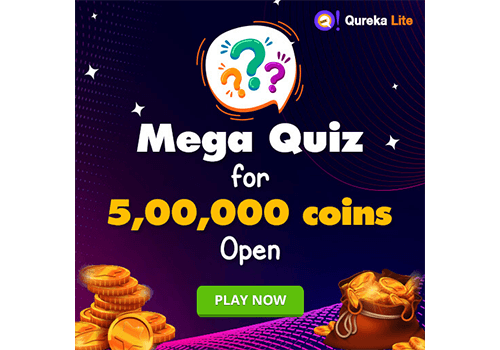 Qureka Lite
Mega Quiz
for
5,00,000 coins
Open
PLAY NOW